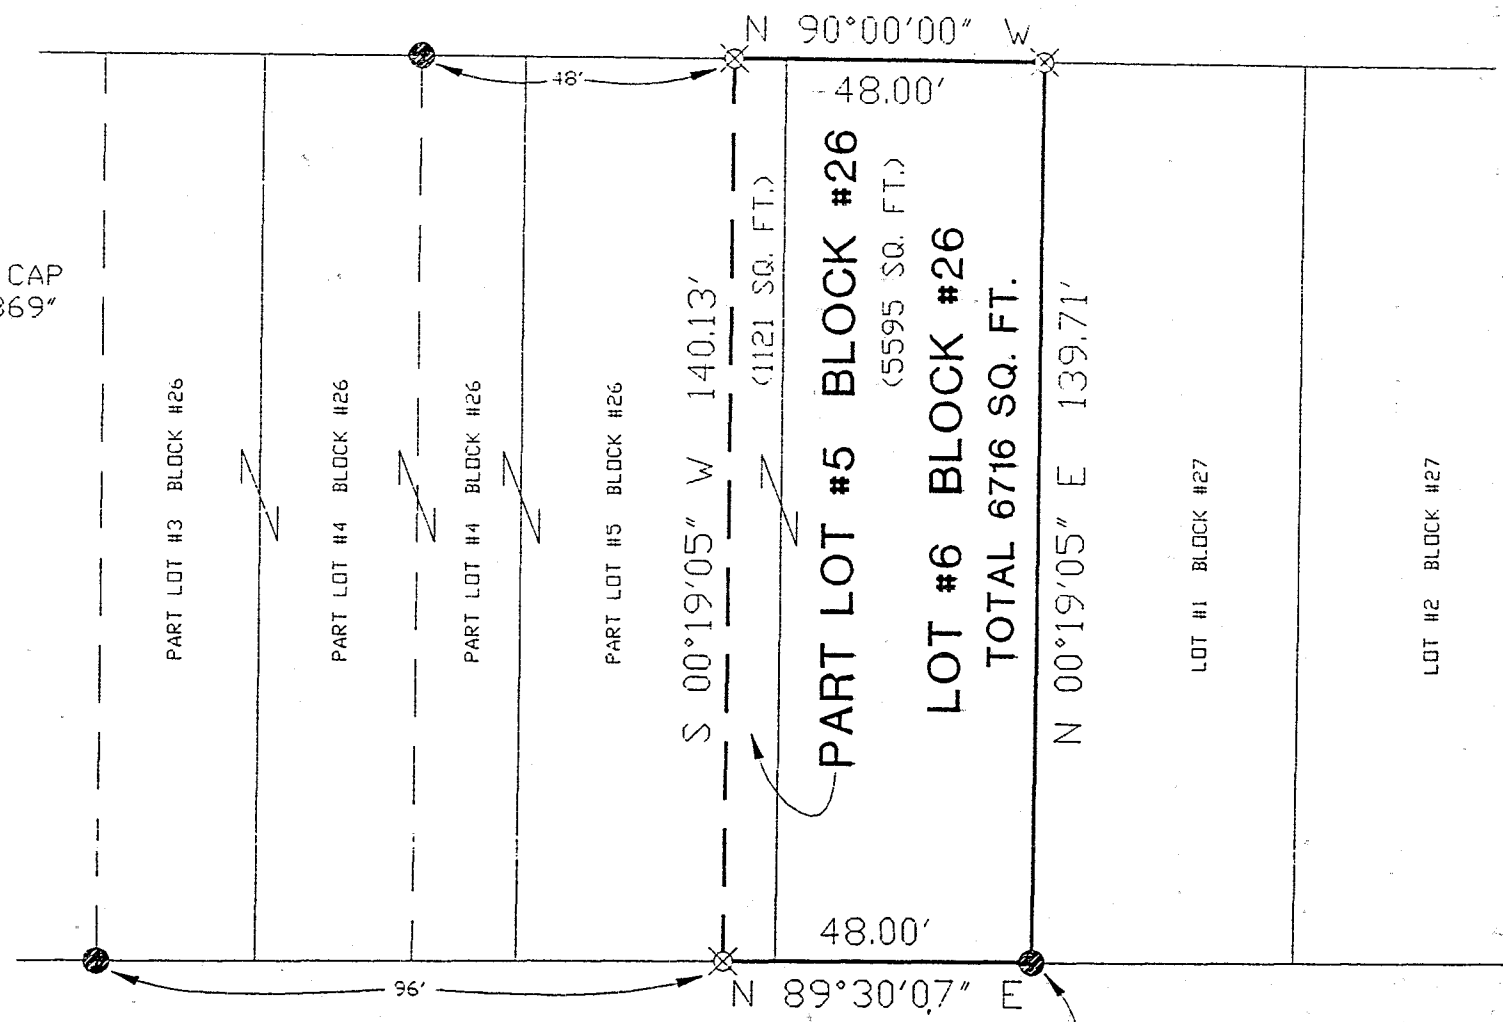 N 90°00'00" W
48'
48.00'
CAP
869"
PART LOT #3 BLOCK #26
PART LOT #4 BLOCK #26
PART LOT #4 BLOCK #26
PART LOT #5 BLOCK #26
S 00°19'05" W 140.13'
(1121 SQ. FT.)
PART LOT #5 BLOCK #26
(5595 SQ. FT.)
LOT #6 BLOCK #26
TOTAL 6716 SQ. FT.
N 00°19'05" E 139.71'
LOT #1 BLOCK #27
LOT #2 BLOCK #27
48.00'
96'
N 89°30'07" E